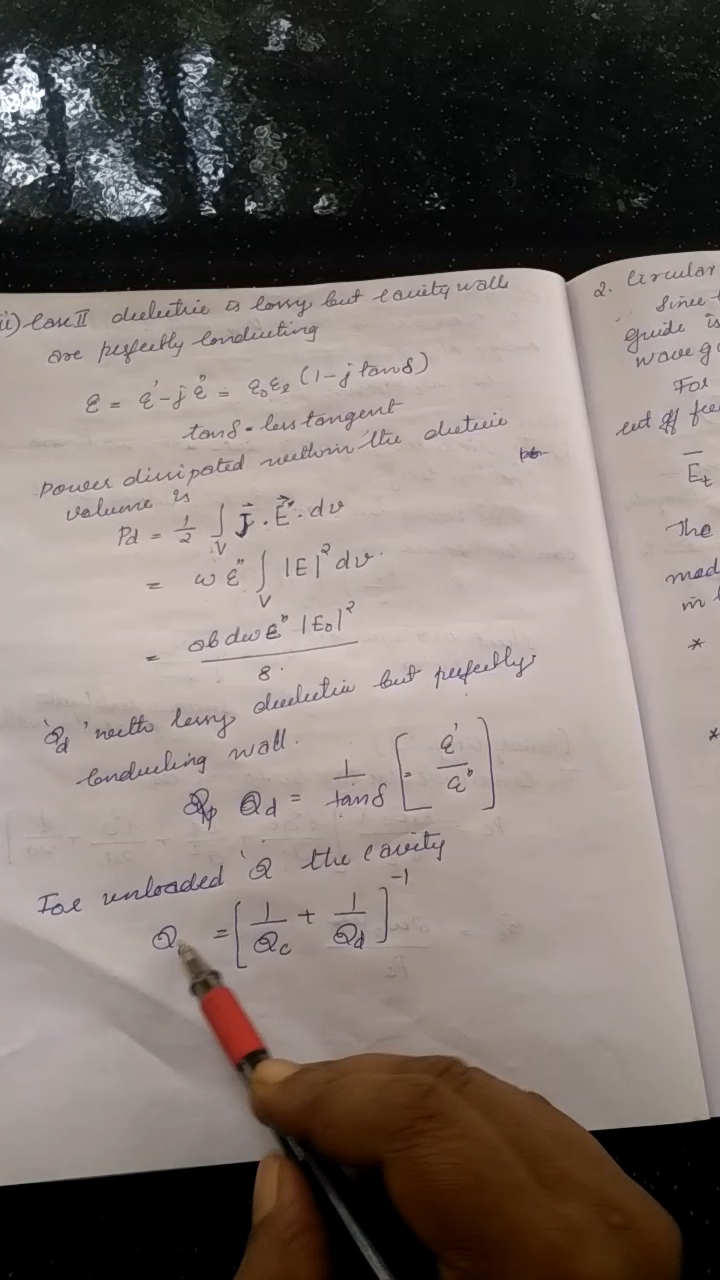 ii) Case II dielectric is lossy but cavity walls
are perfectly conducting
ε = ε' - jε" = ε₀εᵣ (1 - j tanδ)
tanδ - loss tangent
Power dissipated within the dielectric
volume is
Pd = 1/2 ∫V J⃗ . E⃗* . dv
= ω ε" ∫V |E|² dv.
= abdωε" |E₀|² / 8.
'Qd' with lossy dielectric but perfectly
conducting wall.
Qd = 1/tanδ [= ε'/ε"]
For unloaded 'Q the cavity
Q = [1/Qc + 1/Qd]⁻¹
2. Circular
Since
guide is
wave g
For
cut off fre
Et
The
mod
in
*
*